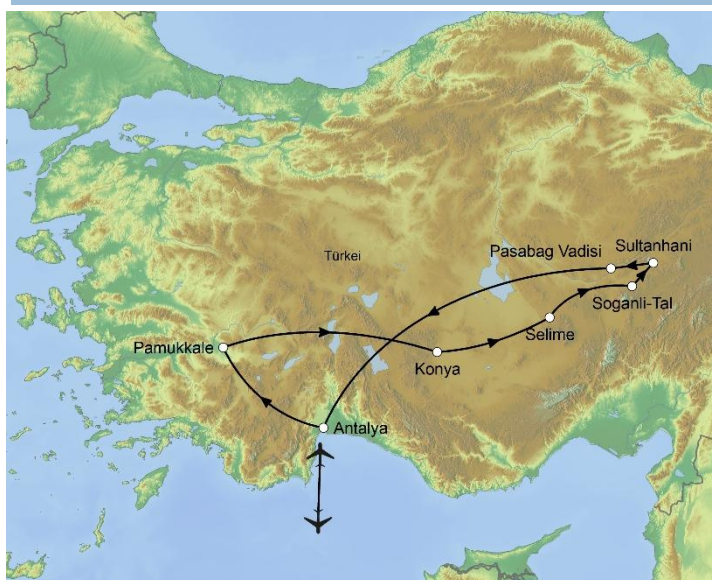 Sultanhani
Pasabag Vadisi
Türkei
Soganli-Tal
Selime
Pamukkale
Konya
Antalya